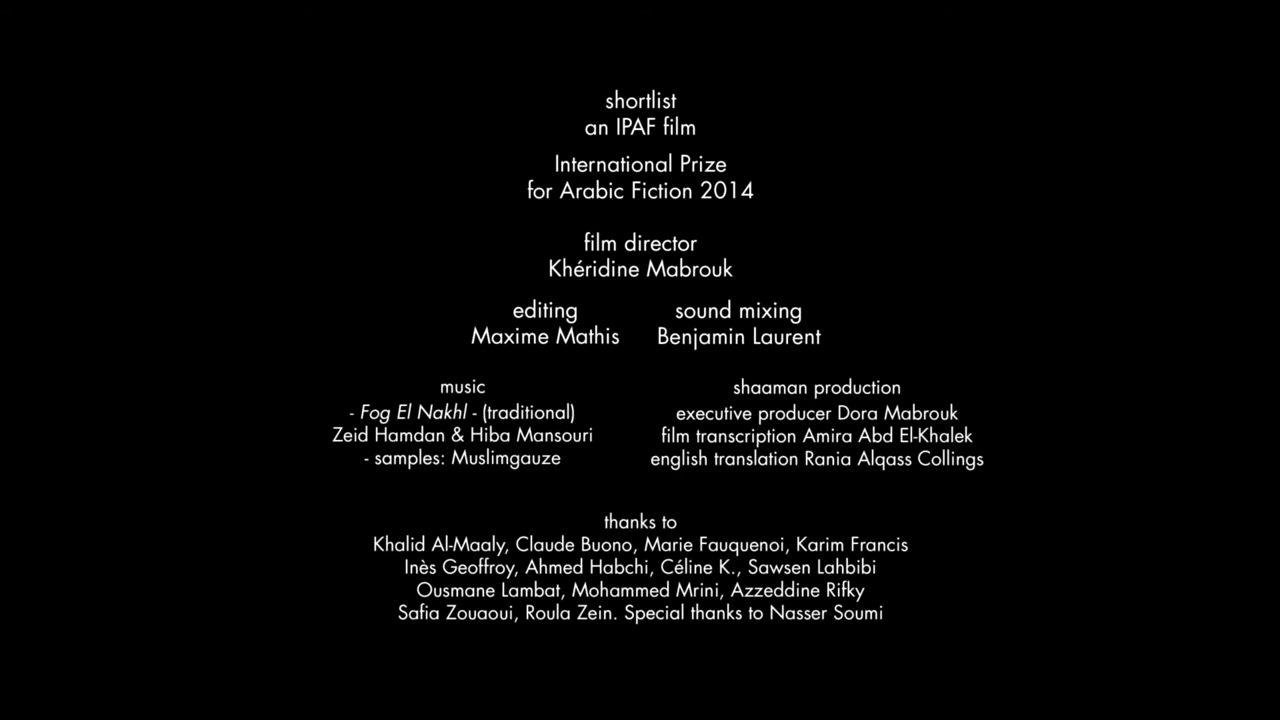 shortlist
an IPAF film
International Prize
for Arabic Fiction 2014
film director
Khéridine Mabrouk
editing
Maxime Mathis
sound mixing
Benjamin Laurent
music
- Fog El Nakhl - (traditional)
Zeid Hamdan & Hiba Mansouri
- samples: Muslimgauze
shaaman production
executive producer Dora Mabrouk
film transcription Amira Abd El-Khalek
english translation Rania Alqass Collings
thanks to
Khalid Al-Maaly, Claude Buono, Marie Fauquenoi, Karim Francis
Inès Geoffroy, Ahmed Habchi, Céline K., Sawsen Lahbibi
Ousmane Lambat, Mohammed Mrini, Azzeddine Rifky
Safia Zouaoui, Roula Zein. Special thanks to Nasser Soumi